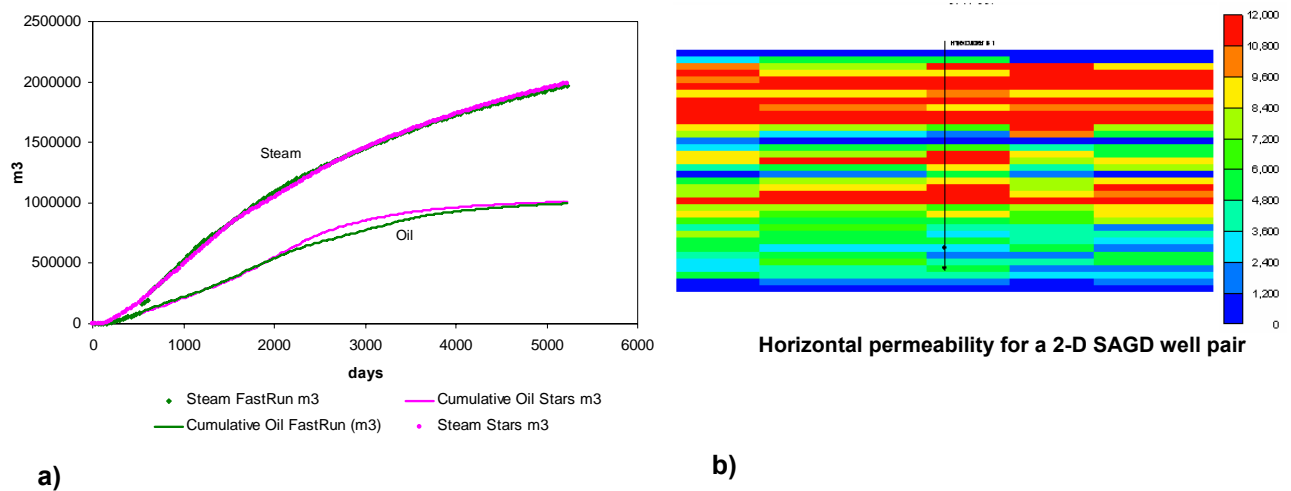 2500000
2000000
1500000
1000000
500000
0
m3
Steam
Oil
0 1000 2000 3000 4000 5000 6000
days
Steam FastRun m3
Cumulative Oil Stars m3
Cumulative Oil FastRun (m3)
Steam Stars m3
a)
12,000
10,800
9,600
8,400
7,200
6,000
4,800
3,600
2,400
1,200
0
Horizontal permeability for a 2-D SAGD well pair
b)